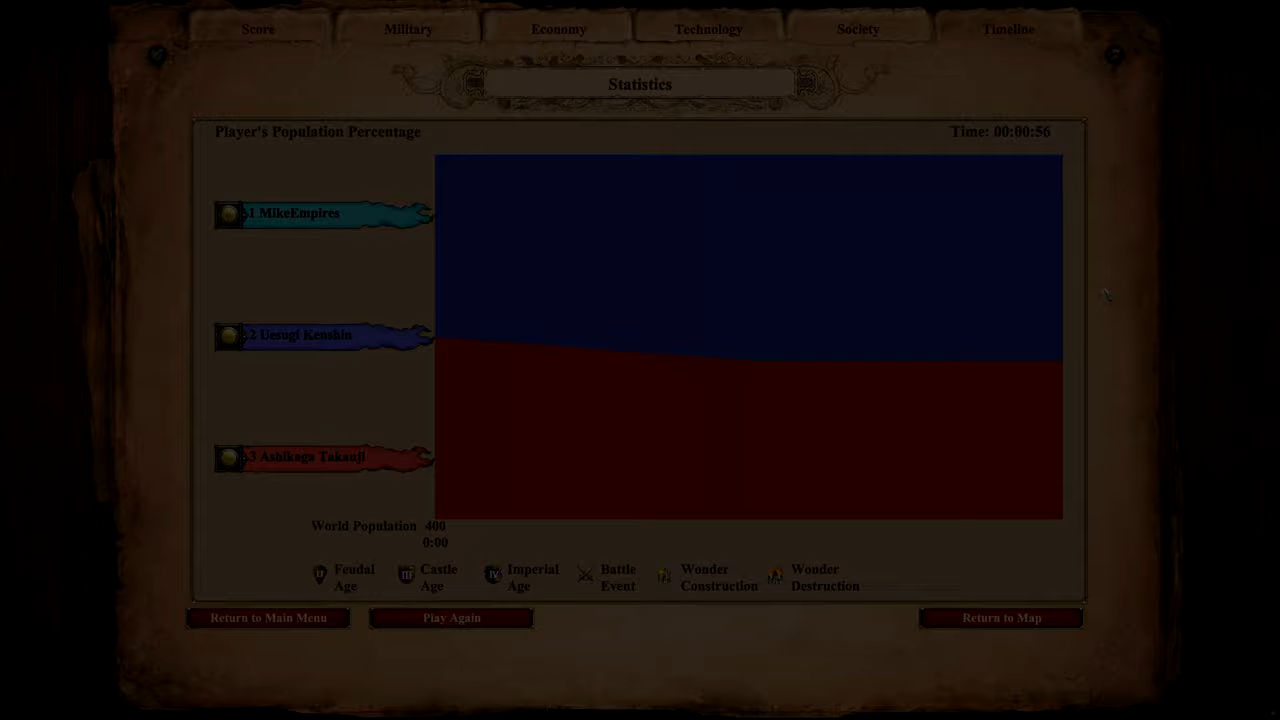 Score Military Economy Technology Society Timeline
Statistics
Player's Population Percentage Time: 00:00:56
1 MikeEmpires
2 Uesugi Kenshin
3 Ashikaga Takauji
World Population 400
0:00
Feudal Age
Castle Age
Imperial Age
Battle Event
Wonder Construction
Wonder Destruction
Return to Main Menu Play Again Return to Map